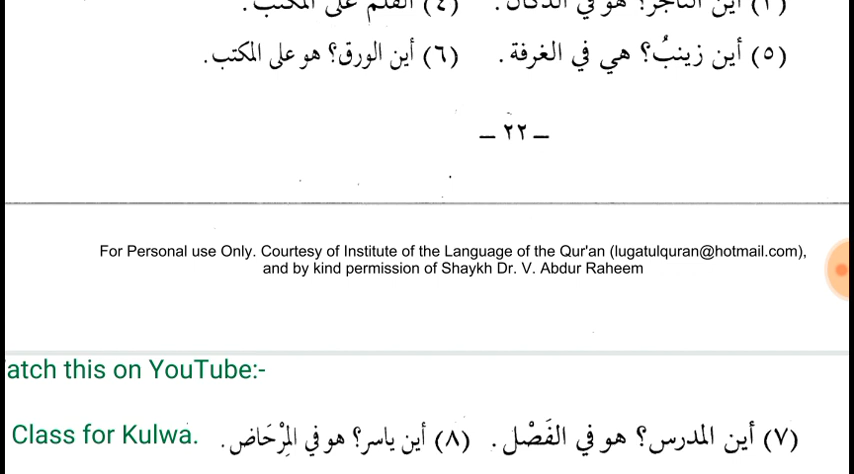 (٥) أين زينبُ؟ هي في الغرفة . (٦) أين الورق؟ هو على المكتب .
— ٢٢ —
For Personal use Only. Courtesy of Institute of the Language of the Qur'an (lugatulquran@hotmail.com),
and by kind permission of Shaykh Dr. V. Abdur Raheem
atch this on YouTube:-
(٧) أين المدرس؟ هو في الفَصْل . (٨) أين ياسر؟ هو في المِرْحَاض .
Class for Kulwa.